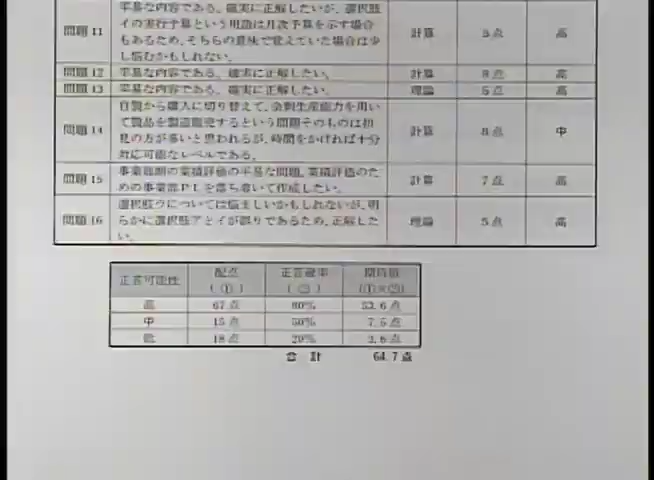 平易な内容である。確実に正解したいが、選択肢
問題 11
イの実行予算という用語は月次予算を示す場合
もあるため、そちらの意味で覚えていた場合は少
し悩むかもしれない。
計算
高
問題 12
平易な内容である。確実に正解したい。
計算
8 点
高
問題 13
平易な内容である。確実に正解したい。
理論
5 点
高
問題 14
自製から購入に切り替えて、余剰生産能力を用い
て製品を製造販売するという問題そのものは初
見の方が多いと思われるが、時間をかければ十分
対応可能なレベルである。
計算
8 点
中
問題 15
事業部制の業績評価の平易な問題。業績評価のた
めの事業部PLを落ち着いて作成したい。
計算
7 点
高
問題 16
選択肢ウについては悩ましいかもしれないが、明
らかに選択肢アとイが誤りであるため、正解した
い。
理論
5 点
高
正答可能性
配点
(①)
正答確率
(②)
期待値
(①×②)
高
67 点
80%
53.6 点
中
15 点
50%
7.5 点
低
18 点
20%
3.6 点
合 計
64.7 点